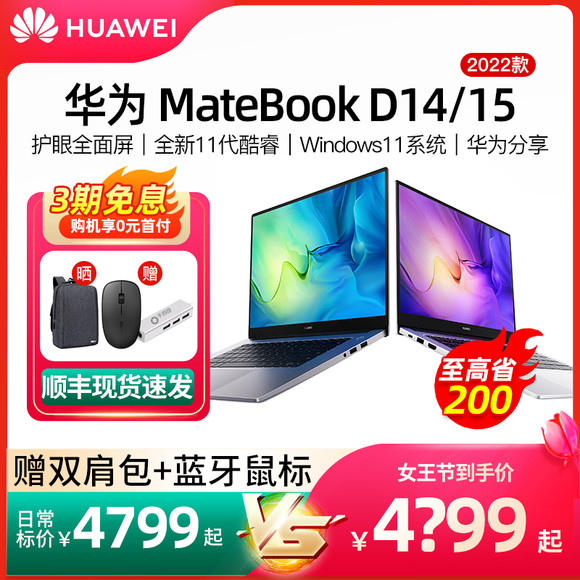 HUAWEI
2022款
华为 MateBook D14/15
护眼全面屏|全新11代酷睿|Windows11系统|华为分享
3期免息
购机享0元首付
晒 赠
顺丰现货速发
至高省
200
赠双肩包+蓝牙鼠标
日常标价¥4799起
VS
女王节到手价
¥4?99起